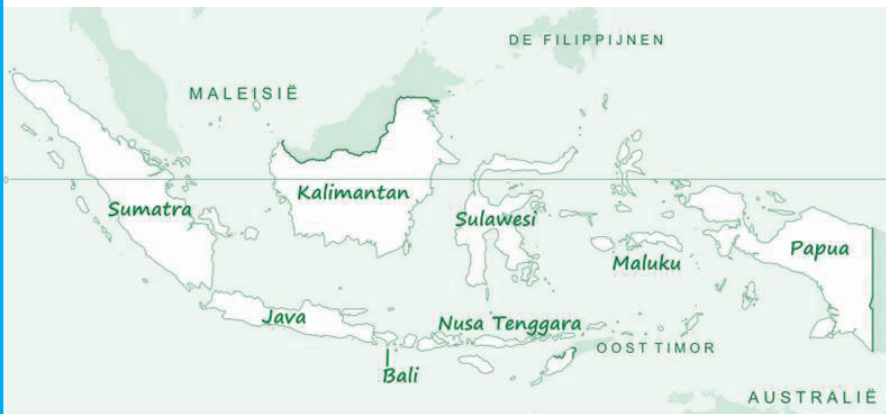 DE FILIPPIJNEN
MALEISIË
Kalimantan
Sumatra
Sulawesi
Papua
Maluku
Java
Nusa Tenggara
OOST TIMOR
Bali
AUSTRALIË